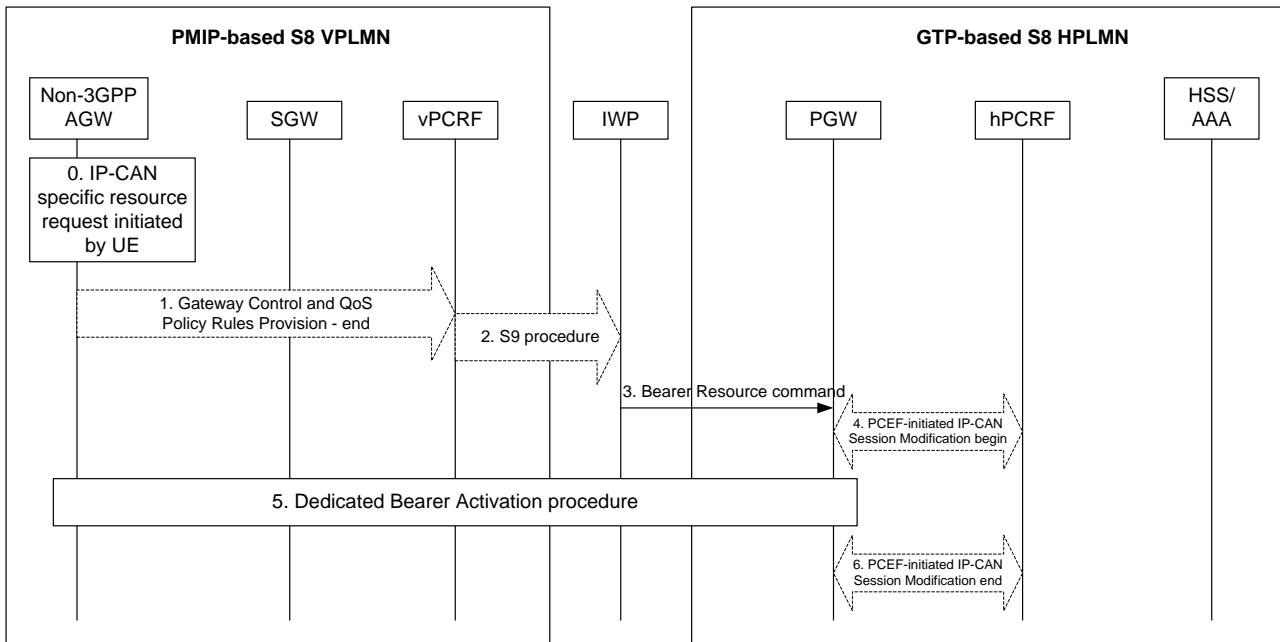 PMIP-based S8 VPLMN
GTP-based S8 HPLMN
Non-3GPP
AGW
SGW
vPCRF
IWP
PGW
hPCRF
HSS/
AAA
0. IP-CAN
specific resource
request initiated
by UE
1. Gateway Control and QoS
Policy Rules Provision - end
2. S9 procedure
3. Bearer Resource command
4. PCEF-initiated IP-CAN
Session Modification begin
5. Dedicated Bearer Activation procedure
6. PCEF-initiated IP-CAN
Session Modification end